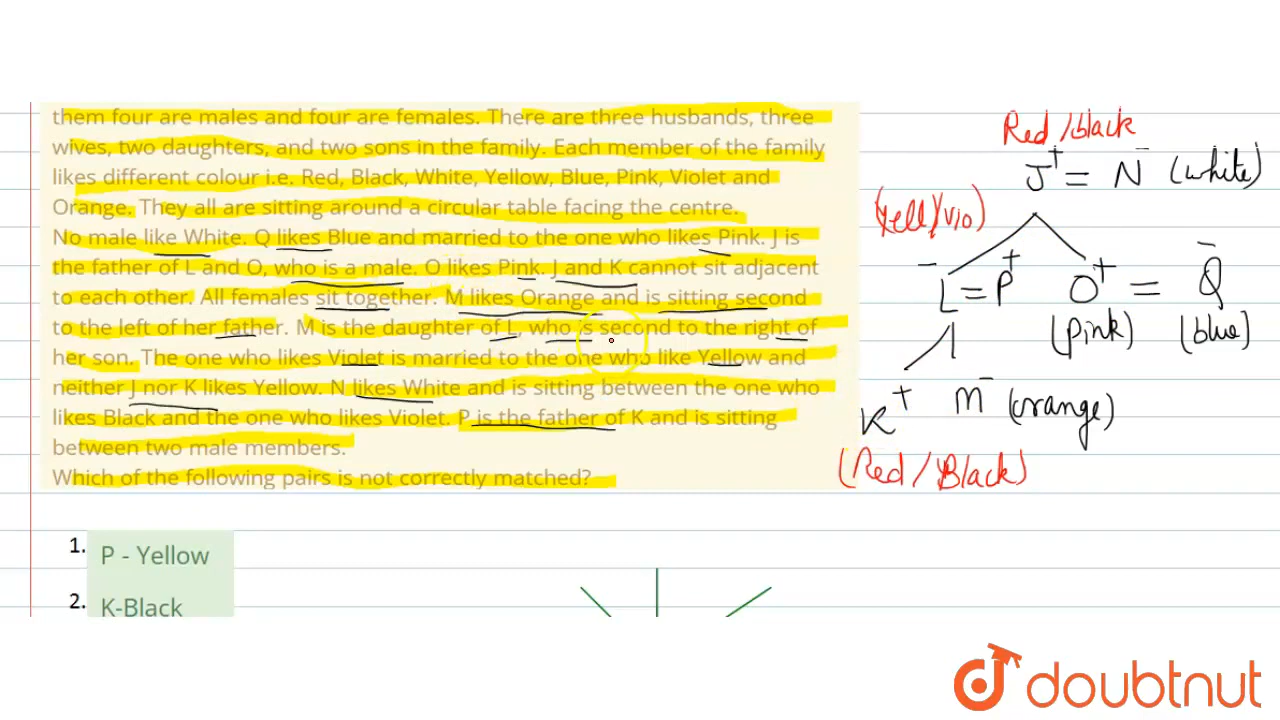 them four are males and four are females. There are three husbands, three
wives, two daughters, and two sons in the family. Each member of the family
likes different colour i.e. Red, Black, White, Yellow, Blue, Pink, Violet and
Orange. They all are sitting around a circular table facing the centre.
No male like White. Q likes Blue and married to the one who likes Pink. J is
the father of L and O, who is a male. O likes Pink. J and K cannot sit adjacent
to each other. All females sit together. M likes Orange and is sitting second
to the left of her father. M is the daughter of L, who is second to the right of
her son. The one who likes Violet is married to the one who like Yellow and
neither J nor K likes Yellow. N likes White and is sitting between the one who
likes Black and the one who likes Violet. P is the father of K and is sitting
between two male members.
Which of the following pairs is not correctly matched?
1. P - Yellow
2. K-Black
Red/black
J+ = N- (white)
(Yell/Vio)
L- = P+ O+ = Q-
(pink) (blue)
K+ M- (orange)
(Red/Black)
doubtnut